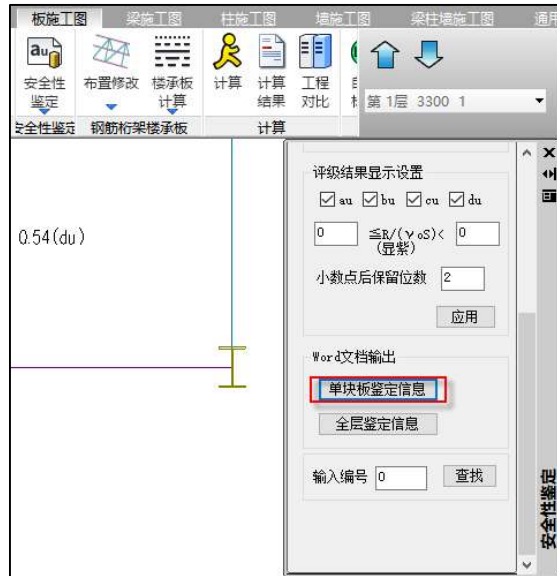 板施工图 梁施工图 柱施工图 墙施工图 梁柱墙施工图 通用
安全性 布置修改 楼承板 计算 计算 工程
鉴定 计算 结果 对比
第 1层 3300 1
安全性鉴定 钢筋桁架楼承板 计算
评级结果显示设置
au bu cu du
0.54(du)
0 ≦R/(γoS)< 0
(显紫)
小数点后保留位数 2
应用
Word文档输出
单块板鉴定信息
全层鉴定信息
输入编号 0 查找
安全性鉴定